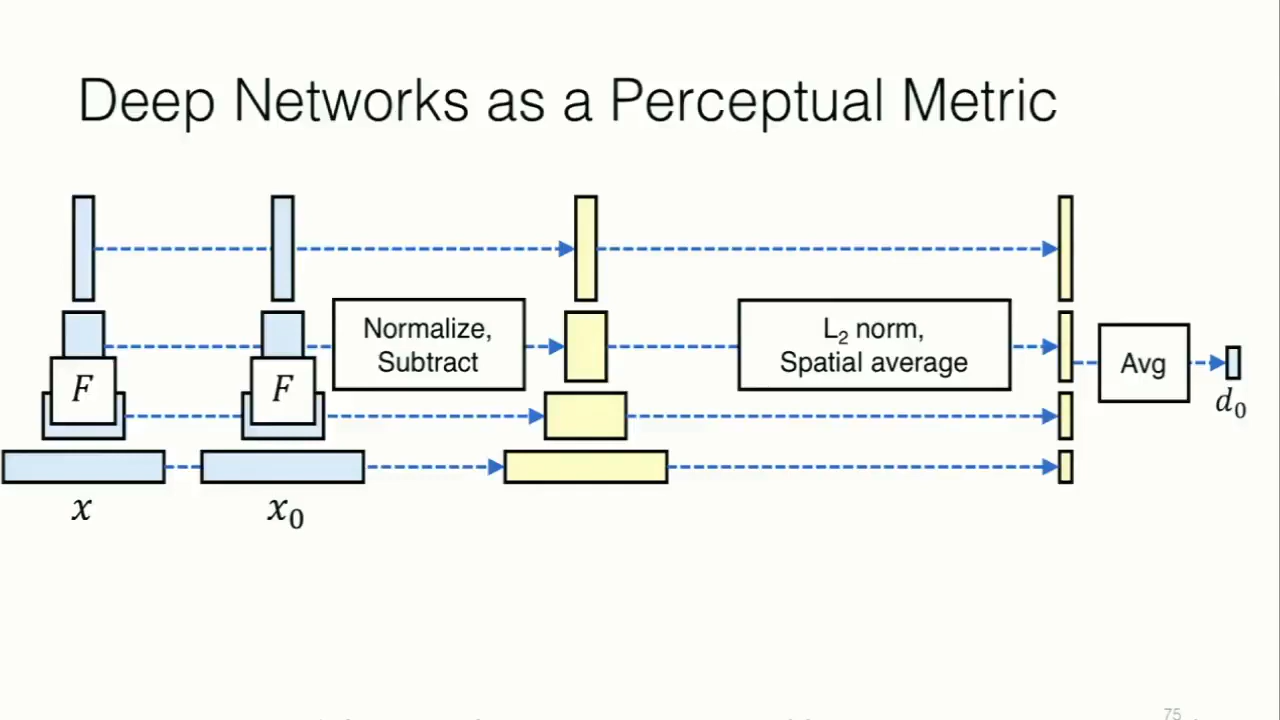 Deep Networks as a Perceptual Metric
F
F
Normalize,
Subtract
L₂ norm,
Spatial average
Avg
d₀
x
x₀
75